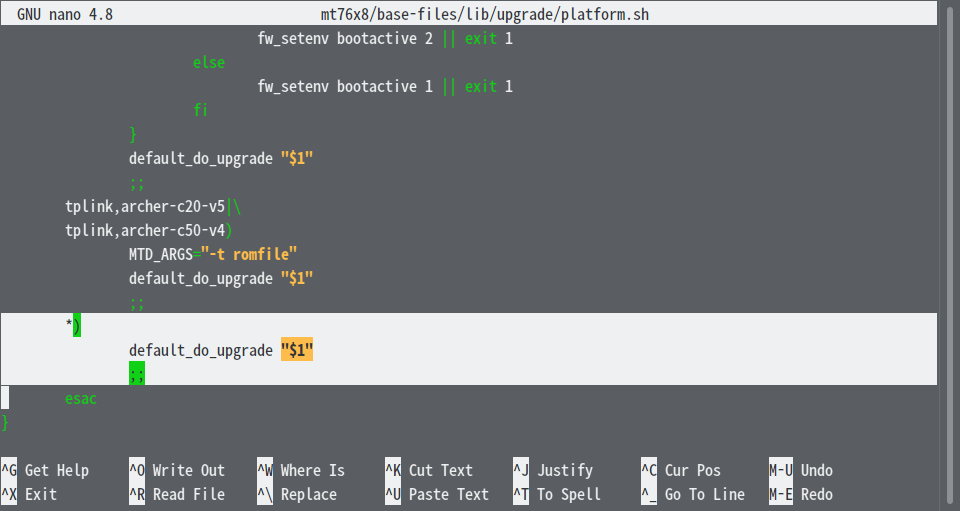 GNU nano 4.8 mt76x8/base-files/lib/upgrade/platform.sh
fw_setenv bootactive 2 || exit 1
else
fw_setenv bootactive 1 || exit 1
fi
}
default_do_upgrade "$1"
;;
tplink,archer-c20-v5|\
tplink,archer-c50-v4)
MTD_ARGS="-t romfile"
default_do_upgrade "$1"
;;
*)
default_do_upgrade "$1"
;;
esac
}
^G Get Help ^O Write Out ^W Where Is ^K Cut Text ^J Justify ^C Cur Pos M-U Undo
^X Exit ^R Read File ^\ Replace ^U Paste Text ^T To Spell ^_ Go To Line M-E Redo